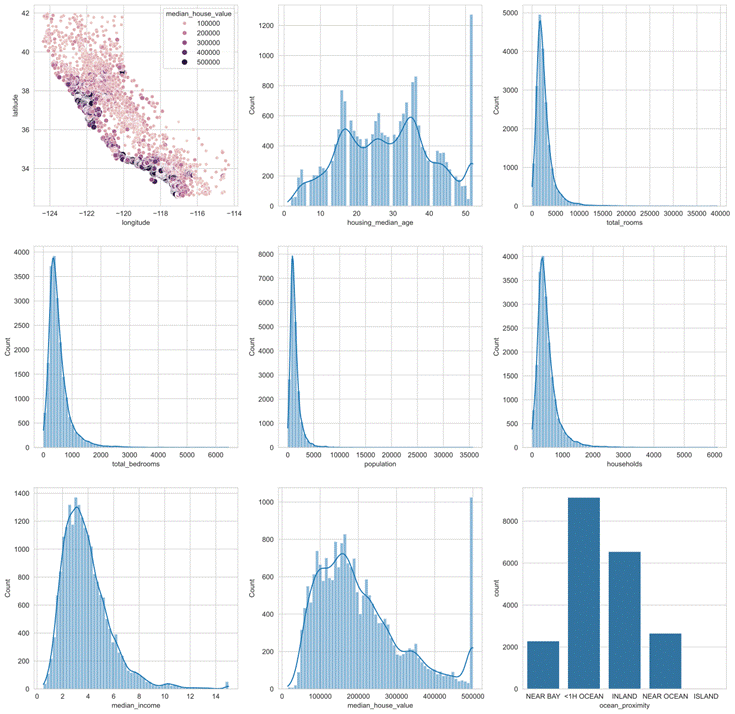 median_house_value
100000
200000
300000
400000
500000
42
40
38
36
34
latitude
−124 −122 −120 −118 −116 −114
longitude
1200
1000
800
600
400
200
0
Count
0 10 20 30 40 50
housing_median_age
5000
4000
3000
2000
1000
0
Count
0 5000 10000 15000 20000 25000 30000 35000 40000
total_rooms
4000
3500
3000
2500
2000
1500
1000
500
0
Count
0 1000 2000 3000 4000 5000 6000
total_bedrooms
8000
7000
6000
5000
4000
3000
2000
1000
0
Count
0 5000 10000 15000 20000 25000 30000 35000
population
4000
3500
3000
2500
2000
1500
1000
500
0
Count
0 1000 2000 3000 4000 5000 6000
households
1400
1200
1000
800
600
400
200
0
Count
0 2 4 6 8 10 12 14
median_income
1000
800
600
400
200
0
Count
0 100000 200000 300000 400000 500000
median_house_value
8000
6000
4000
2000
0
count
NEAR BAY <1H OCEAN INLAND NEAR OCEAN ISLAND
ocean_proximity